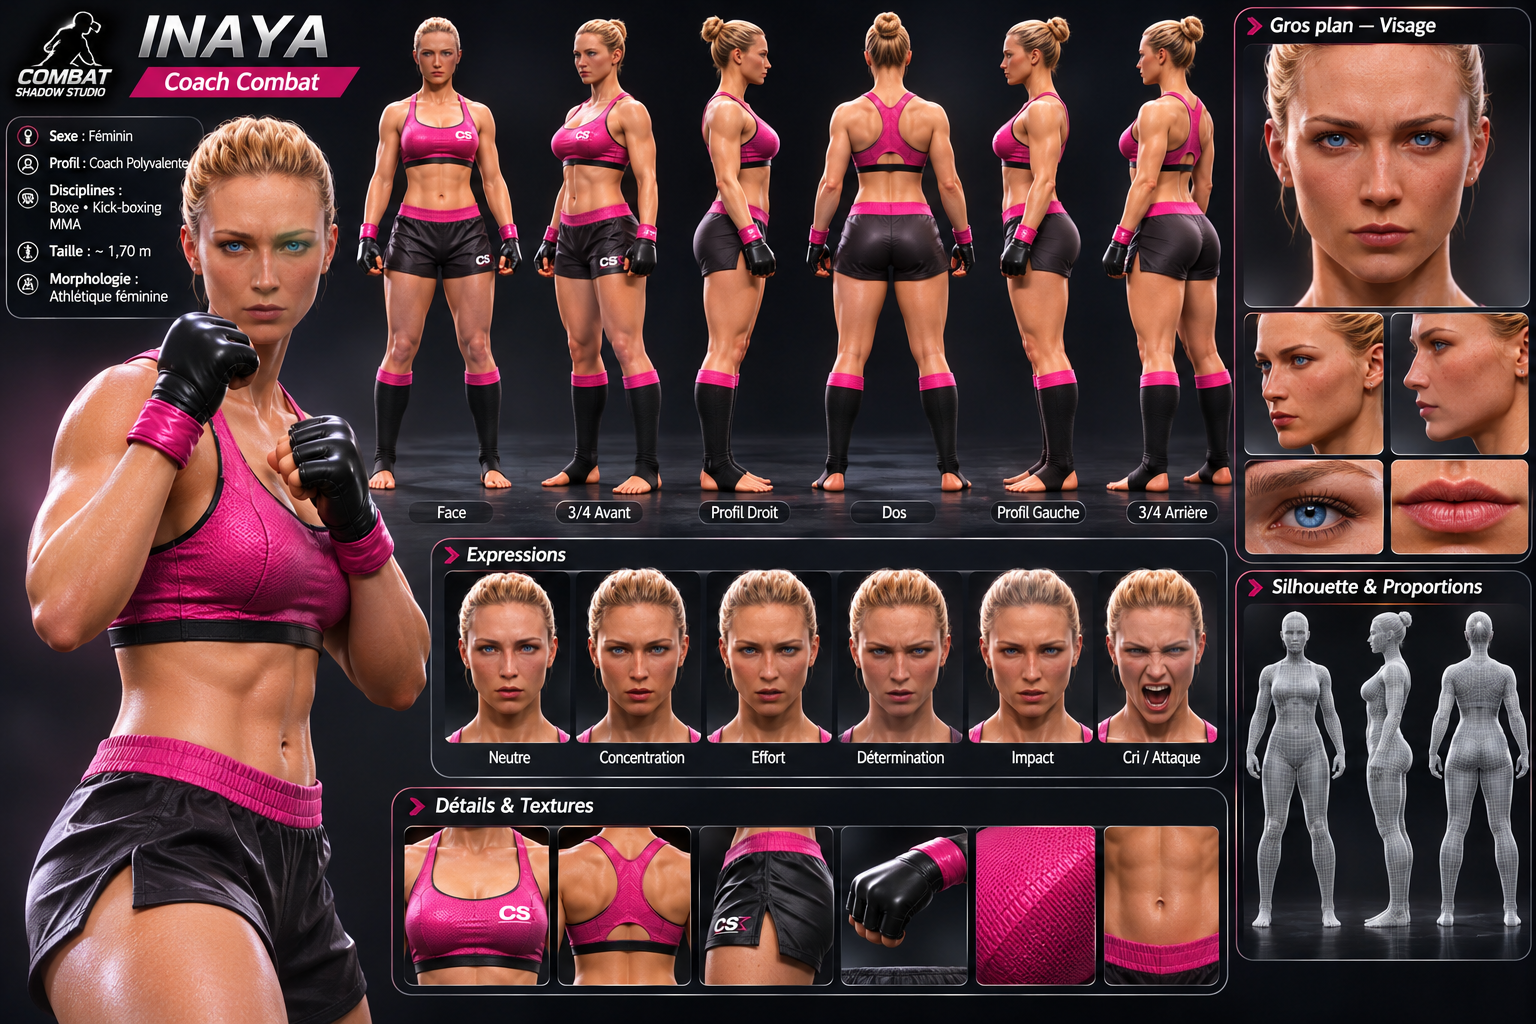 COMBAT
SHADOW STUDIO
INAYA
Coach Combat
Sexe : Féminin
Profil : Coach Polyvalente
Disciplines :
Boxe • Kick-boxing
MMA
Taille : ~ 1,70 m
Morphologie :
Athlétique féminine
CS
CS
CS
CS
Face
3/4 Avant
Profil Droit
Dos
Profil Gauche
3/4 Arrière
Gros plan — Visage
Expressions
Neutre
Concentration
Effort
Détermination
Impact
Cri / Attaque
Détails & Textures
CS
CS
Silhouette & Proportions